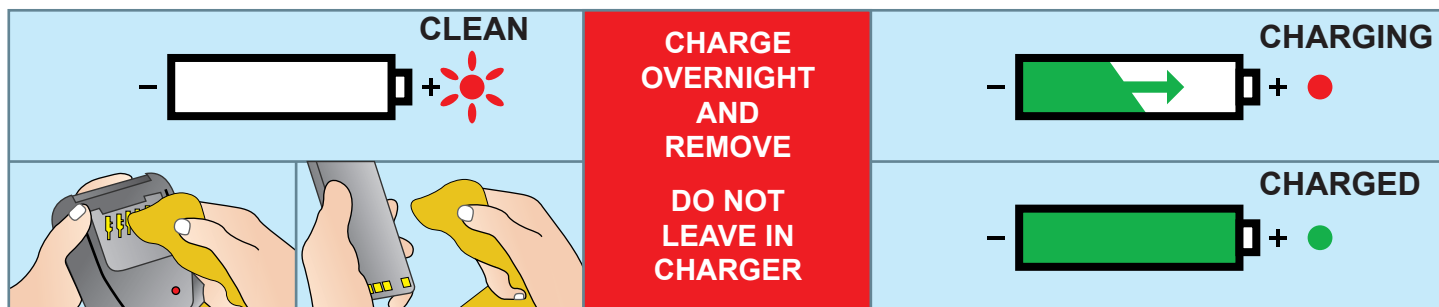 CLEAN
- +
CHARGE
OVERNIGHT
AND
REMOVE
DO NOT
LEAVE IN
CHARGER
CHARGING
- +
CHARGED
- +